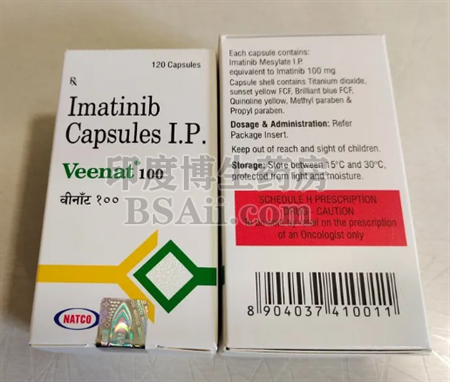 120 Capsules
Rx
Imatinib
Capsules I.P.
Veenat 100
वीनॉट १००
NATCO
Each capsule contains:
Imatinib Mesylate I.P.
equivalent to Imatinib 100 mg
Capsule shell contains Titanium dioxide,
sunset yellow FCF, Brilliant blue FCF,
Quinoline yellow, Methyl paraben &
Propyl paraben.
Dosage & Administration: Refer
Package Insert.
Keep out of reach and sight of children.
Storage: Store between 15°C and 30°C,
protected from light and moisture.
SCHEDULE H PRESCRIPTION
DRUG - CAUTION
on the prescription
of an Oncologist only
8 904037 410011
印度博生药房
BSAii.com